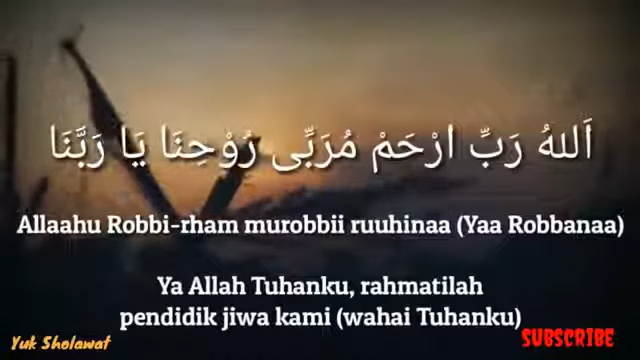 اَللهُ رَبِّ ارْحَمْ مُرَبِّى رُوْحِنَا يَا رَبَّنَا
Allaahu Robbi-rham murobbii ruuhinaa (Yaa Robbanaa)
Ya Allah Tuhanku, rahmatilah
pendidik jiwa kami (wahai Tuhanku)
Yuk Sholawat
SUBSCRIBE